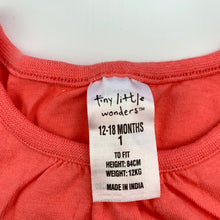 tiny little
wonders™
12-18 MONTHS
1
TO FIT
HEIGHT: 84CM
WEIGHT: 12KG
MADE IN INDIA